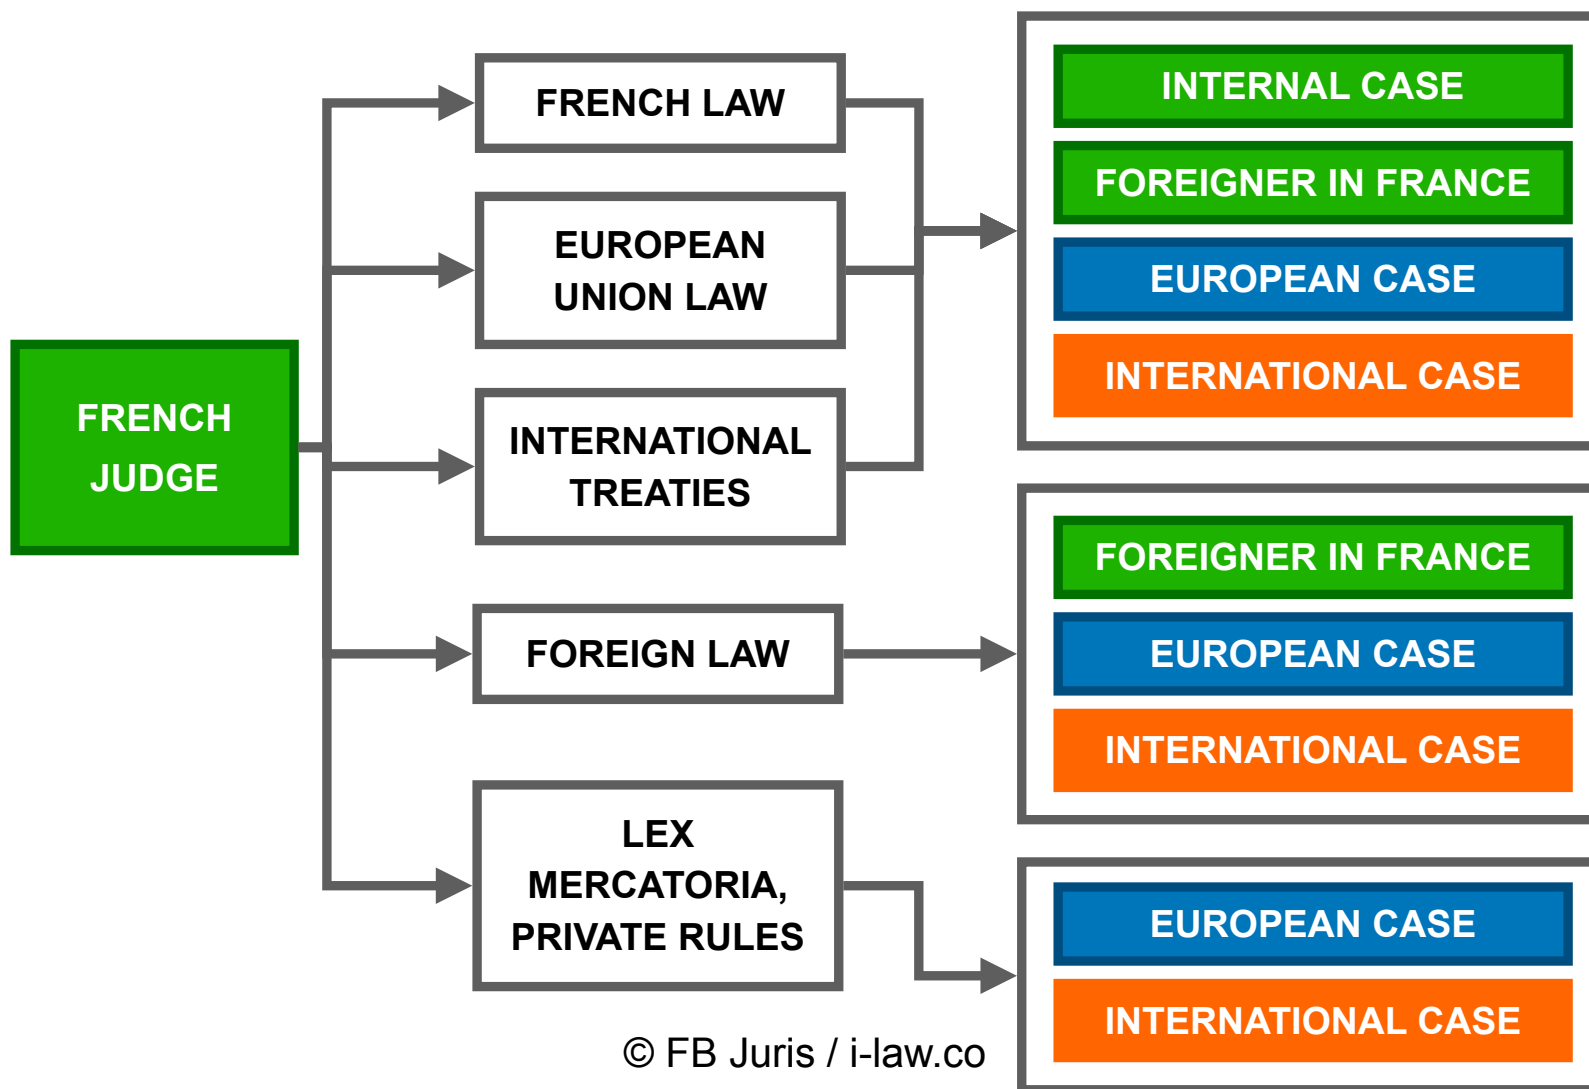 FRENCH
JUDGE
FRENCH LAW
EUROPEAN
UNION LAW
INTERNATIONAL
TREATIES
FOREIGN LAW
LEX
MERCATORIA,
PRIVATE RULES
INTERNAL CASE
FOREIGNER IN FRANCE
EUROPEAN CASE
INTERNATIONAL CASE
FOREIGNER IN FRANCE
EUROPEAN CASE
INTERNATIONAL CASE
EUROPEAN CASE
INTERNATIONAL CASE
© FB Juris / i-law.co